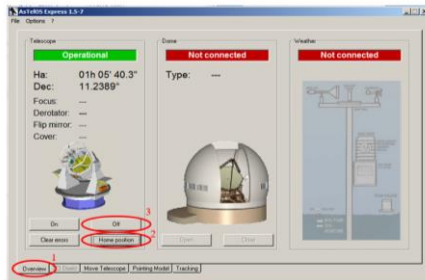 AsTelOS Express 1.5-7
File Options ?
Telescope
Operational
Ha: 01h 05' 40.3"
Dec: 11.2389°
Focus: ---
Derotator: ---
Flip mirror: ---
Cover: ---
3
On Off
2
Clear errors Home position
Dome
Not connected
Type: ---
Open Close
Weather
Not connected
1
Overview Move Telescope Pointing Model Tracking